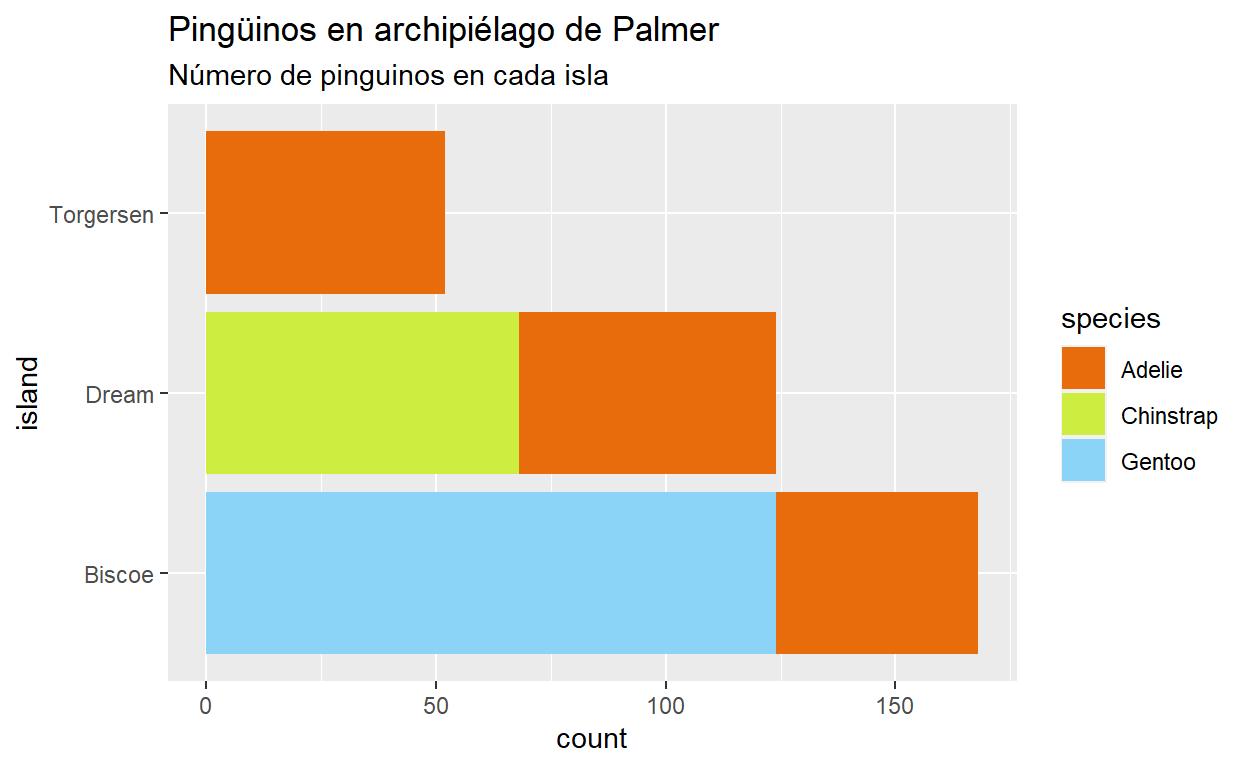 Pingüinos en archipiélago de Palmer
Número de pinguinos en cada isla
Torgersen
Dream
Biscoe
island
0
50
100
150
count
species
Adelie
Chinstrap
Gentoo